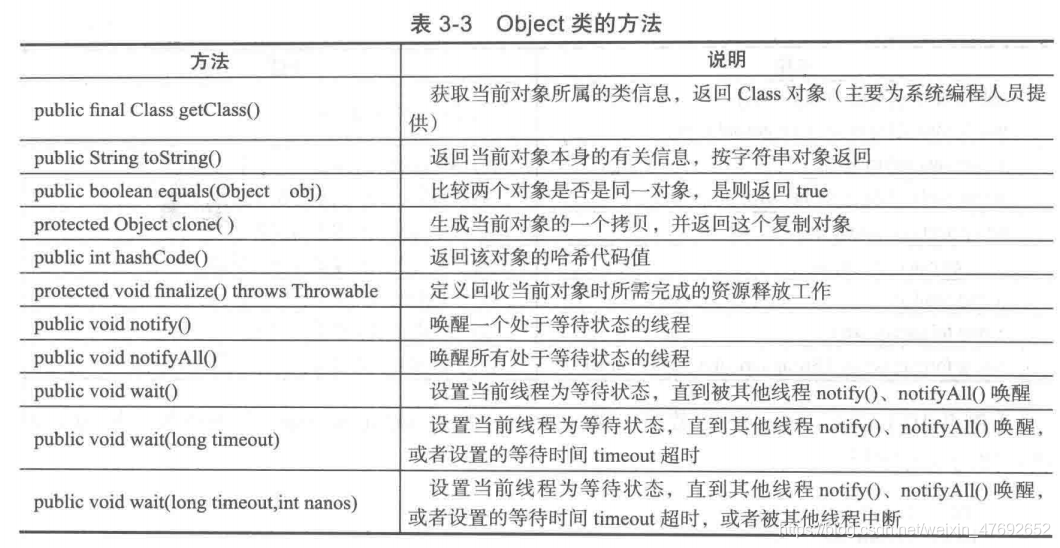 表 3-3 Object 类的方法
方法 说明
public final Class getClass() 获取当前对象所属的类信息，返回 Class 对象（主要为系统编程人员提
供）
public String toString() 返回当前对象本身的有关信息，按字符串对象返回
public boolean equals(Object obj) 比较两个对象是否是同一对象，是则返回 true
protected Object clone( ) 生成当前对象的一个拷贝，并返回这个复制对象
public int hashCode() 返回该对象的哈希代码值
protected void finalize() throws Throwable 定义回收当前对象时所需完成的资源释放工作
public void notify() 唤醒一个处于等待状态的线程
public void notifyAll() 唤醒所有处于等待状态的线程
public void wait() 设置当前线程为等待状态，直到被其他线程 notify()、notifyAll() 唤醒
public void wait(long timeout) 设置当前线程为等待状态，直到其他线程 notify()、notifyAll() 唤醒，
或者设置的等待时间 timeout 超时
public void wait(long timeout,int nanos) 设置当前线程为等待状态，直到其他线程 notify()、notifyAll() 唤醒，
或者设置的等待时间 timeout 超时，或者被其他线程中断
https://blog.csdn.net/weixin_47692652